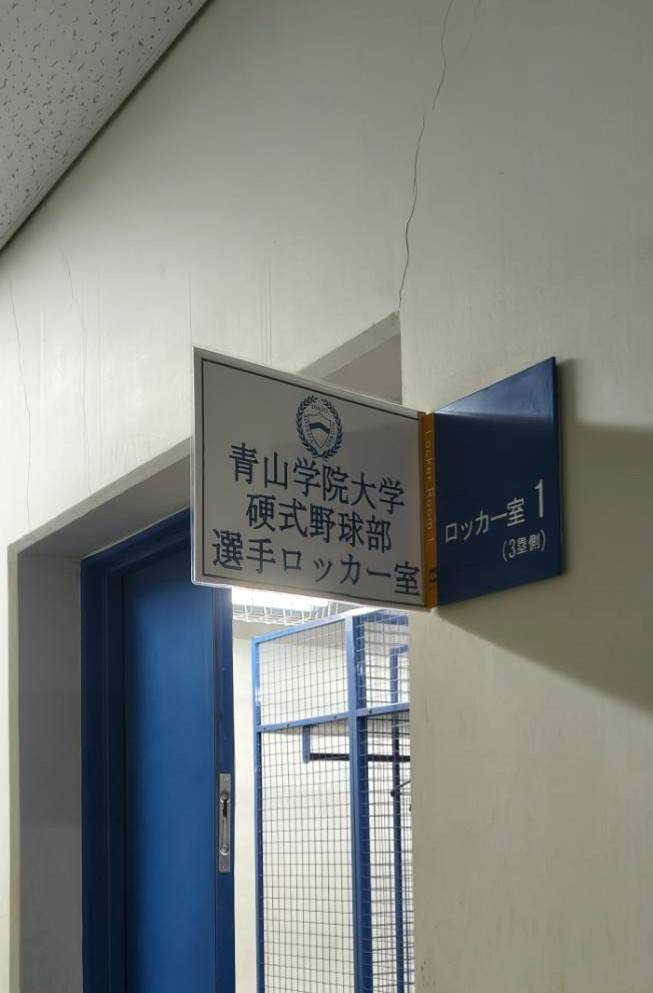 青山学院大学
硬式野球部
選手ロッカー室
Locker Room 1
ロッカー室 1
(3塁側)